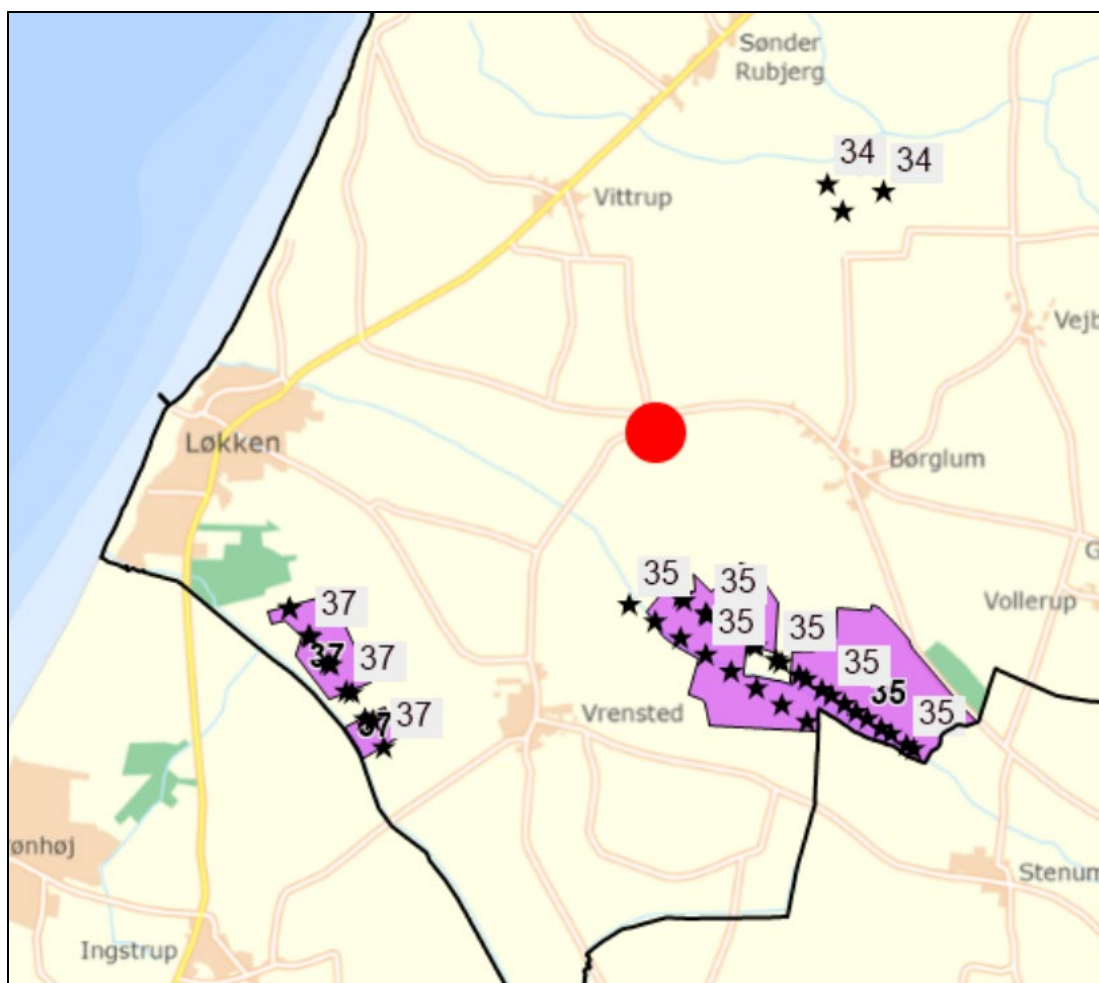 Sønder
Rubjerg
34
34
Vittrup
Vejb
Løkken
Børglum
G
35
35
Vollerup
37
35
35
37
37
35
35
37
Vrensted
35
37
ønhøj
Stenum
Ingstrup